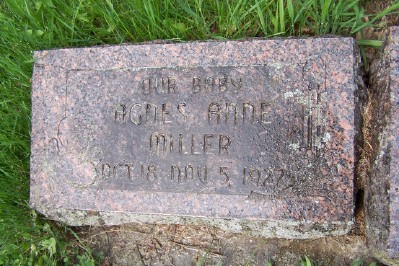 OUR BABY
AGNES ANNE
MILLER
OCT. 18 NOV. 5, 1927